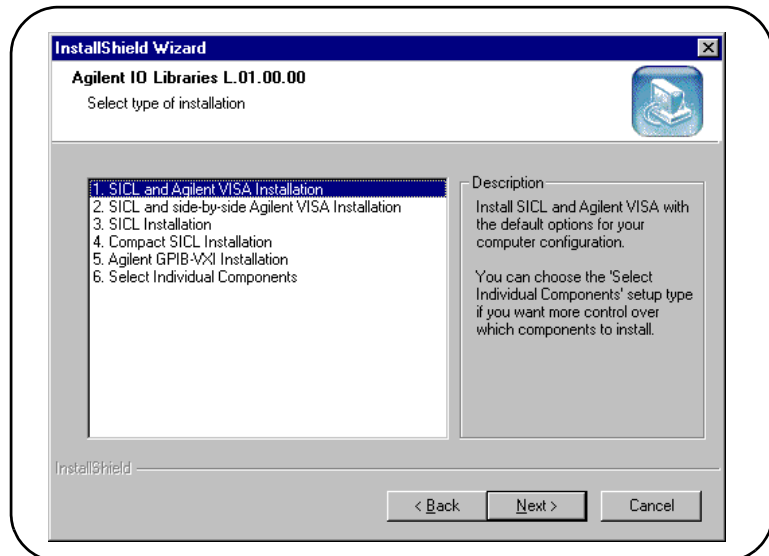 InstallShield Wizard
Agilent IO Libraries L.01.00.00
Select type of installation
1. SICL and Agilent VISA Installation
2. SICL and side-by-side Agilent VISA Installation
3. SICL Installation
4. Compact SICL Installation
5. Agilent GPIB-VXI Installation
6. Select Individual Components
Description
Install SICL and Agilent VISA with
the default options for your
computer configuration.
You can choose the 'Select
Individual Components' setup type
if you want more control over
which components to install.
InstallShield
< Back
Next >
Cancel